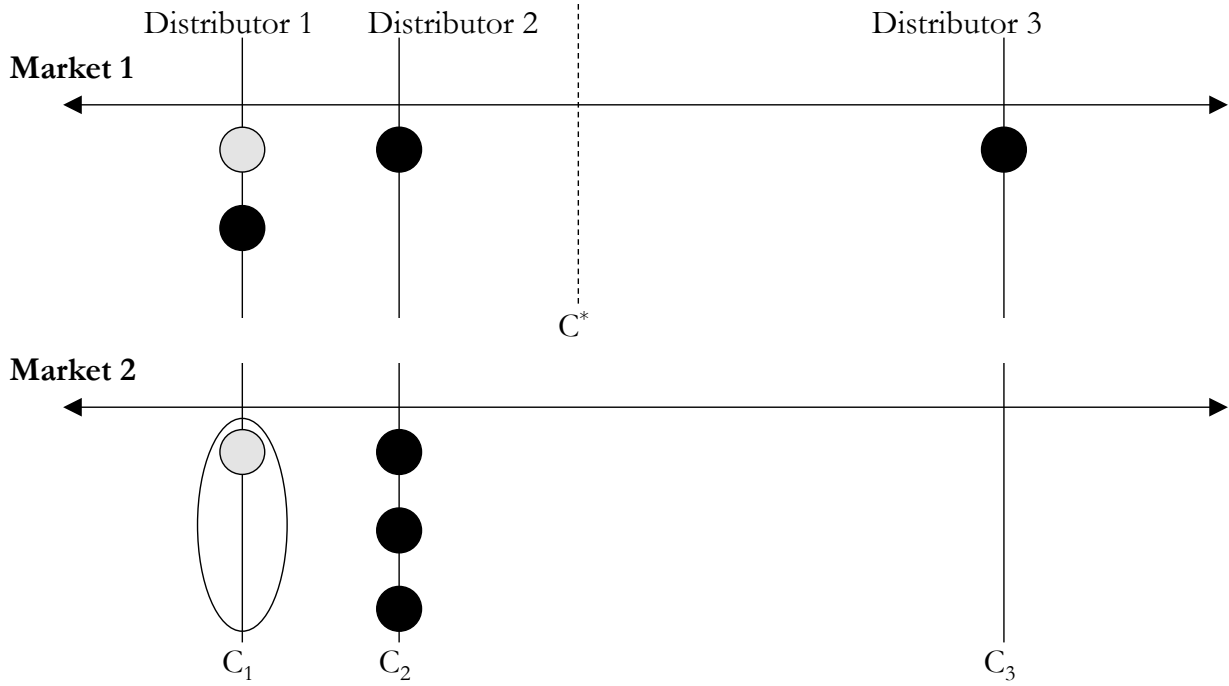 Distributor 1 Distributor 2 Distributor 3
Market 1
C*
Market 2
C₁ C₂ C₃